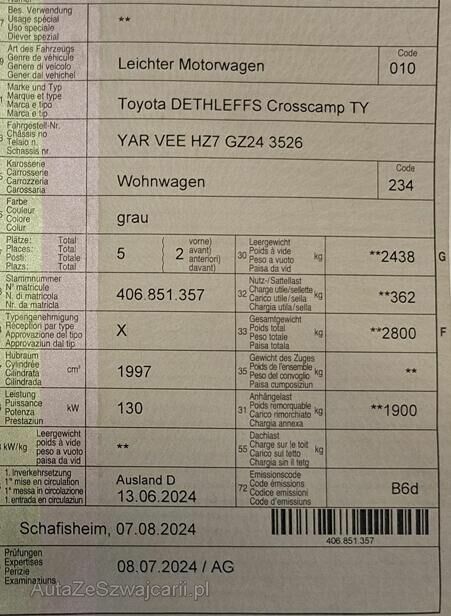 Bes. Verwendung
Usage spécial
Uso speciale
Diever spezial
**
Art des Fahrzeugs
Genre de véhicule
Genere di veicolo
Gener dal vehichel
Leichter Motorwagen
Code
010
Marke und Typ
Marque et type
Marca e tipo
Marca e tip
Toyota DETHLEFFS Crosscamp TY
Fahrgestell-Nr.
Châssis no
Telaio n.
Schassis nr.
YAR VEE HZ7 GZ24 3526
Karosserie
Carrosserie
Carrozzeria
Carossaria
Wohnwagen
Code
234
Farbe
Couleur
Colore
Colur
grau
Plätze: Total
Places: Total
Posti: Totale
Plazs: Total
5
2
vorne)
avant)
anteriori)
davant)
30
Leergewicht
Poids à vide
Peso a vuoto
Paisa da vid
kg
**2438
G
Stammnummer
N° matricule
N. di matricola
Nr. da matricla
406.851.357
32
Nutz-/Sattellast
Charge utile/sellette
Carico utile/sella
Chargia utila/sella
kg
**362
Typengenehmigung
Réception par type
Approvazione del tipo
Approvaziun dal tip
X
33
Gesamtgewicht
Poids total
Peso totale
Paisa totala
kg
**2800
F
Hubraum
Cylindrée
Cilindrata
Cilindrada
cm³
1997
35
Gewicht des Zuges
Poids de l'ensemble
Peso del convoglio
Paisa cumposiziun
kg
**
Leistung
Puissance
Potenza
Prestaziun
kW
130
31
Anhängelast
Poids remorquable
Carico rimorchiato
Chargia annexa
kg
**1900
kW/kg
Leergewicht
poids à vide
peso a vuoto
paisa da vid
**
55
Dachlast
Charge sur le toit
Carico sul tetto
Chargia sin il tetg
kg
1. Inverkehrsetzung
1re mise en circulation
1a messa in circolazione
1. entrada en circulaziun
Ausland D
13.06.2024
72
Emissionscode
Code émissions
Codice emissioni
Code d'emissiuns
B6d
Schafisheim, 07.08.2024
406.851.357
Prüfungen
Expertises
Perizie
Examinaziuns
08.07.2024 / AG
AutaZeSzwajcarii.pl